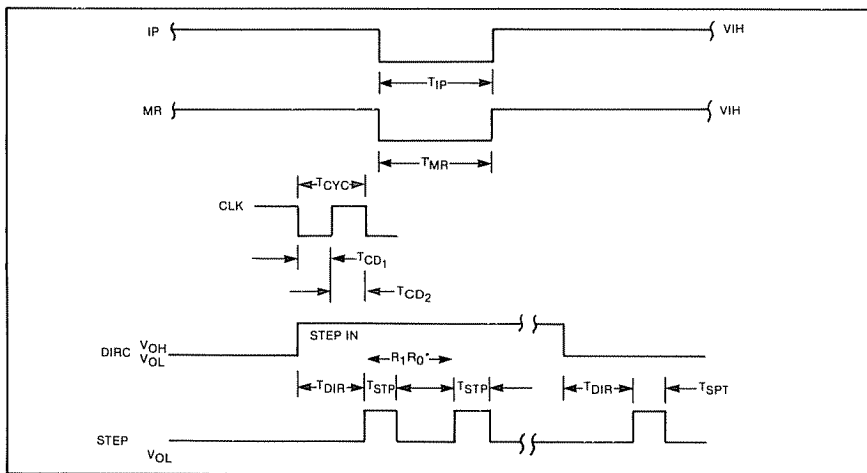 IP VIH
TIP
MR VIH
TMR
TCYC
CLK
TCD1
TCD2
STEP IN
DIRC VOH
VOL
R1R0*
TDIR TSTP TSTP TDIR TSPT
STEP
VOL